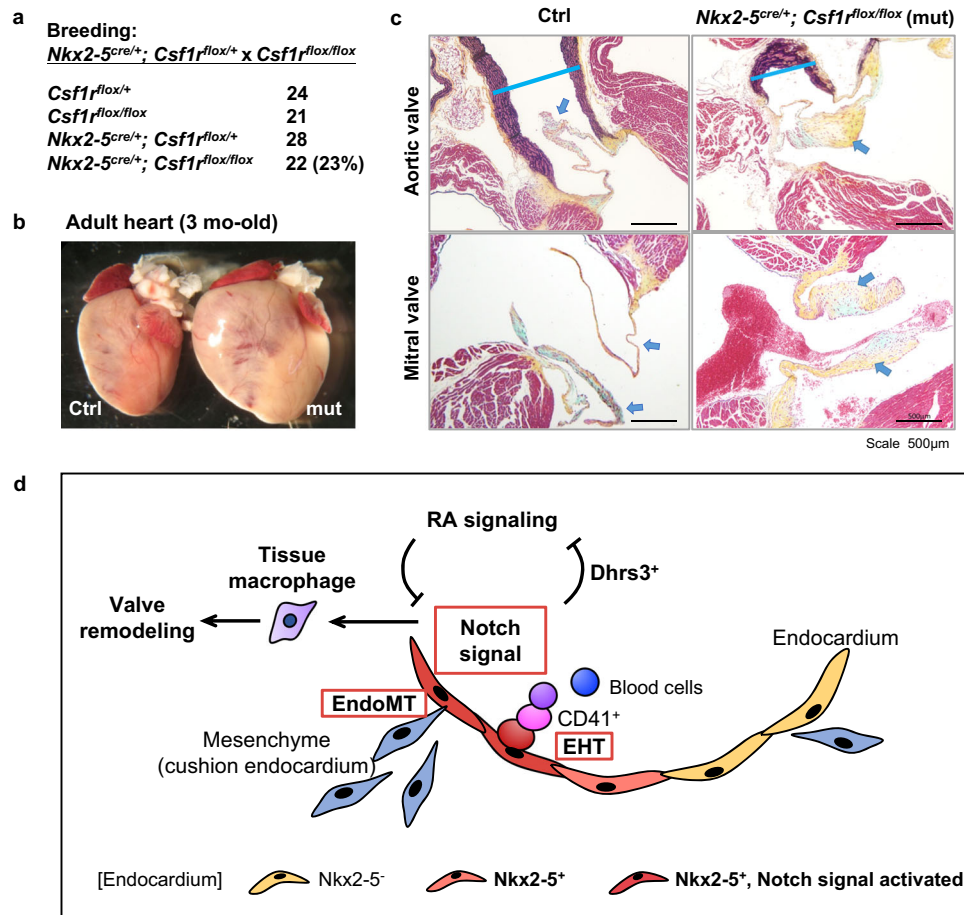 a
Breeding:
Nkx2-5cre/+; Csf1rflox/+ x Csf1rflox/flox
Csf1rflox/+ 24
Csf1rflox/flox 21
Nkx2-5cre/+; Csf1rflox/+ 28
Nkx2-5cre/+; Csf1rflox/flox 22 (23%)
b Adult heart (3 mo-old)
Ctrl
mut
c
Ctrl
Nkx2-5cre/+; Csf1rflox/flox (mut)
Aortic valve
Mitral valve
500µm
Scale 500µm
d
RA signaling
Dhrs3+
Tissue
macrophage
Valve
remodeling
Notch
signal
Endocardium
Blood cells
CD41+
EndoMT
EHT
Mesenchyme
(cushion endocardium)
[Endocardium] Nkx2-5- Nkx2-5+ Nkx2-5+, Notch signal activated